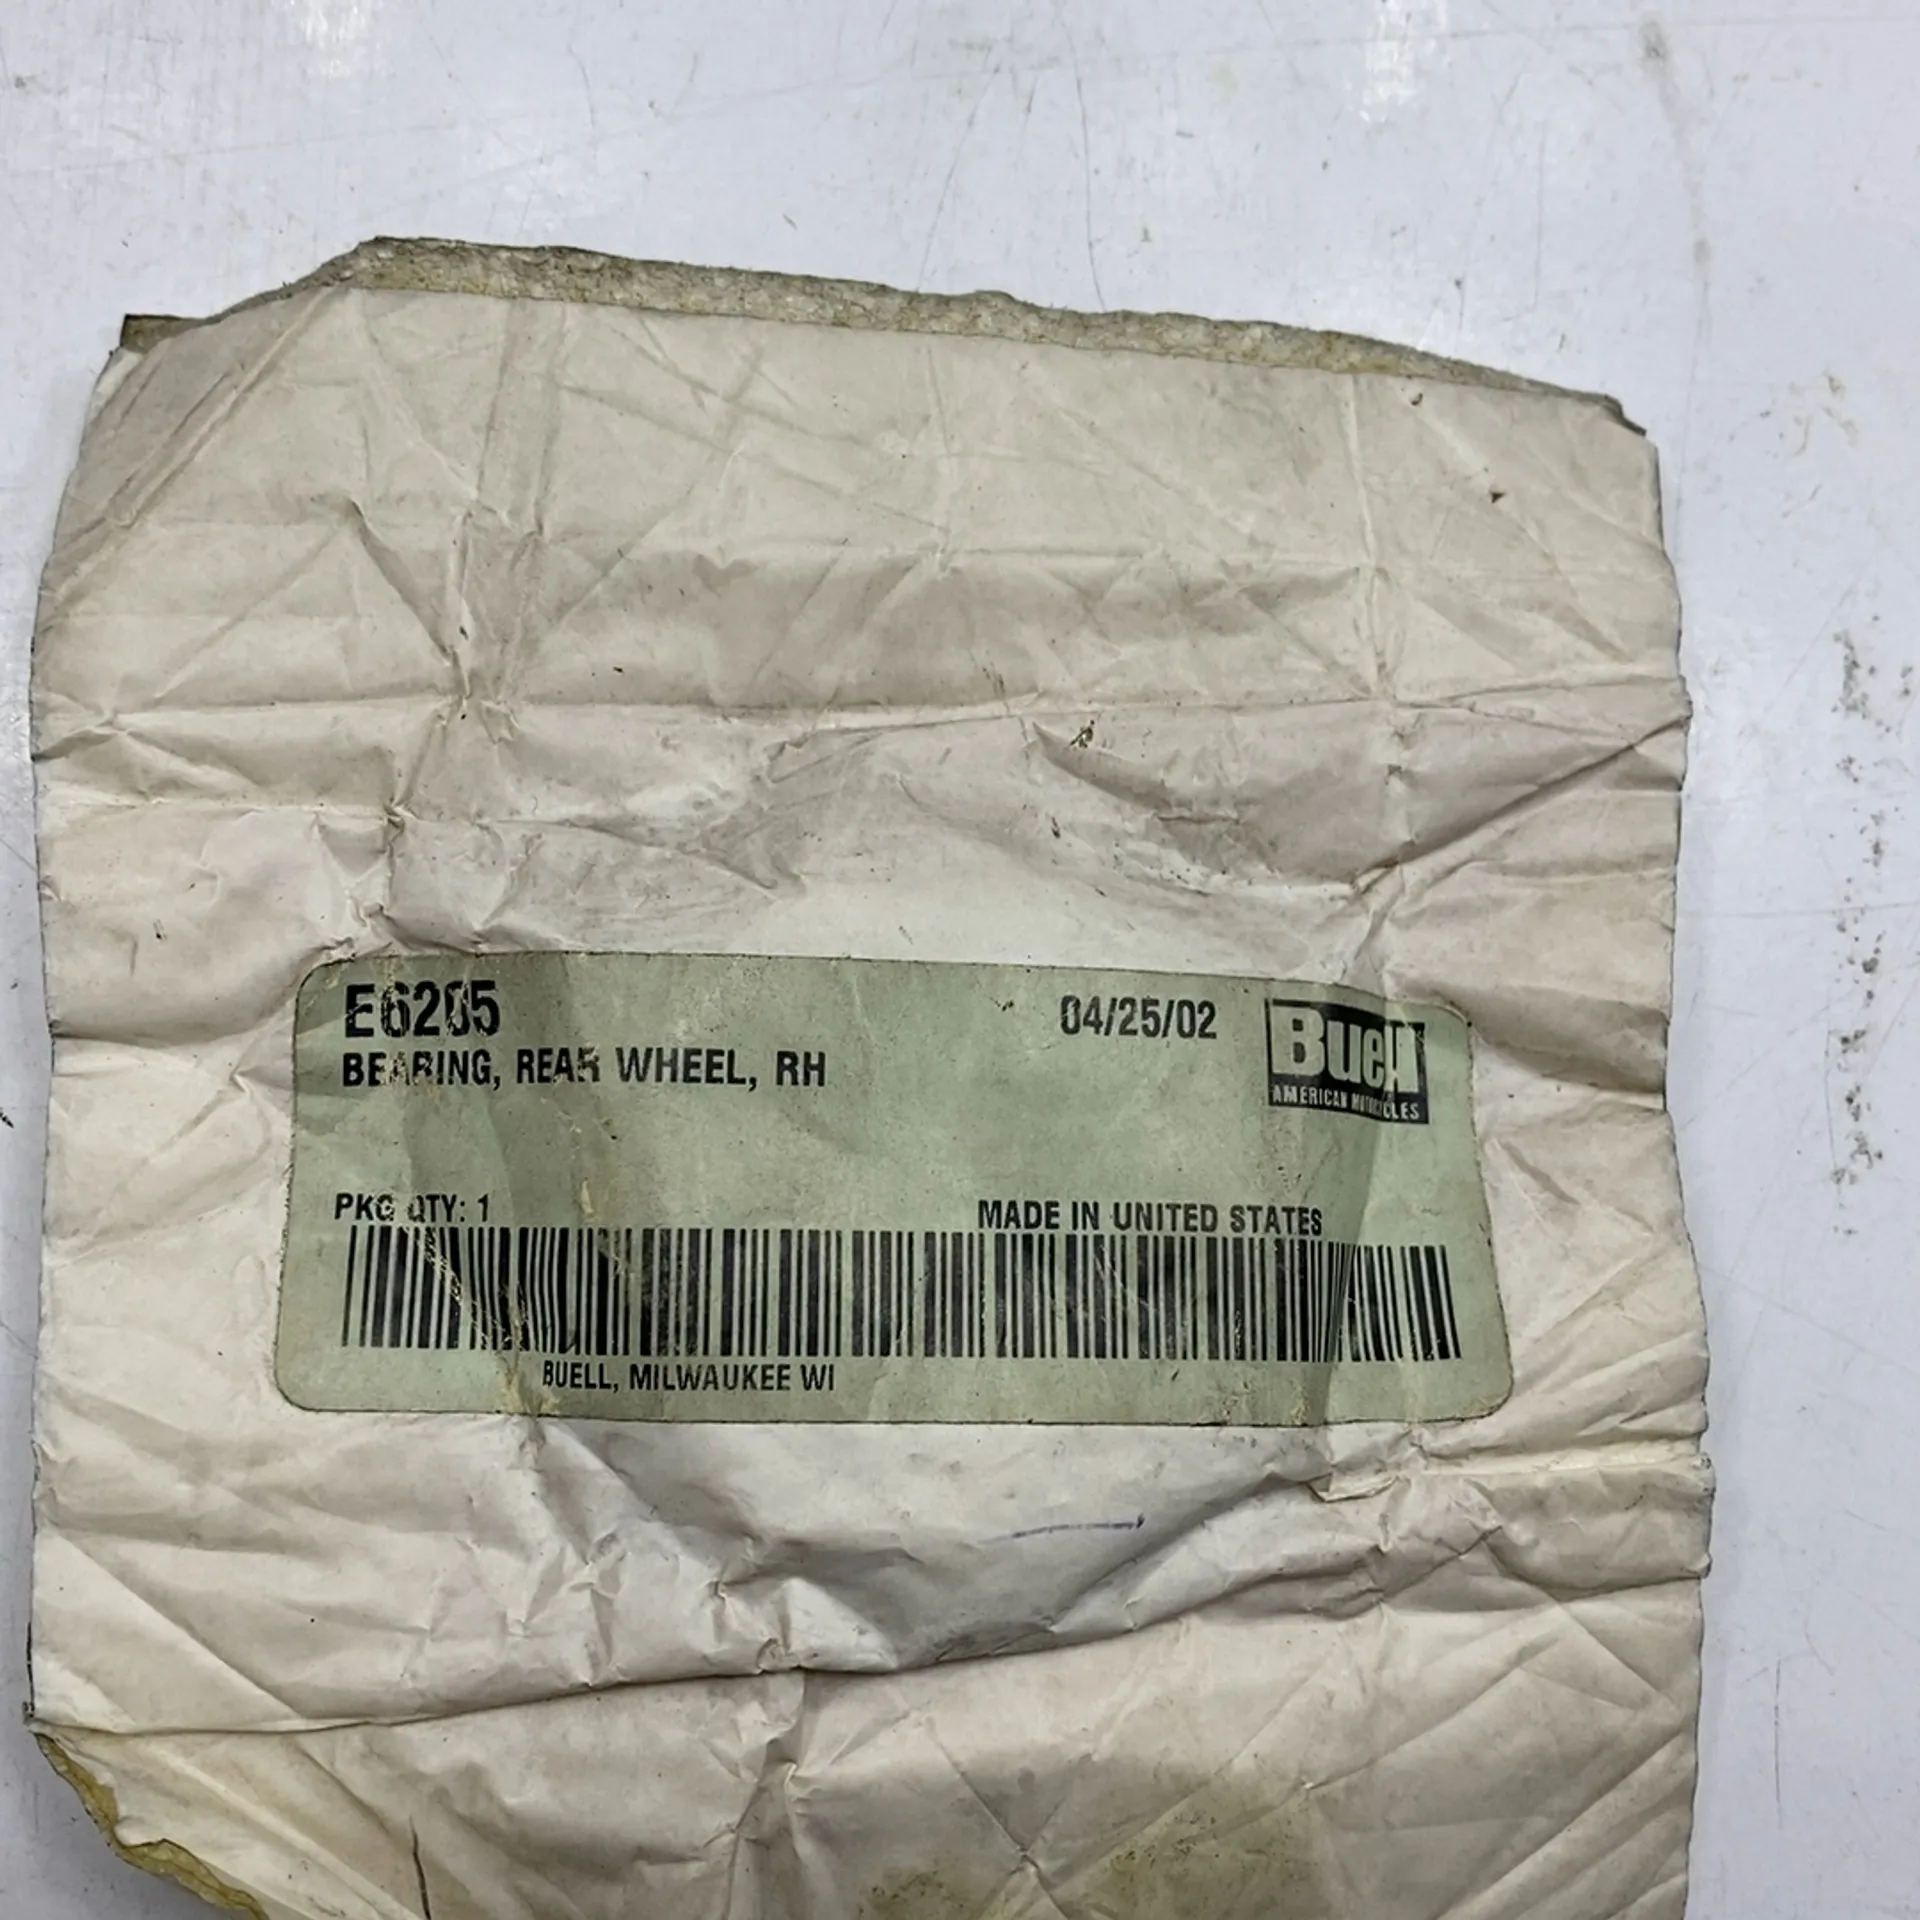 E6205
BEARING, REAR WHEEL, RH
04/25/02
Buell
AMERICAN MOTORCYCLES
PKG QTY: 1
MADE IN UNITED STATES
BUELL, MILWAUKEE WI